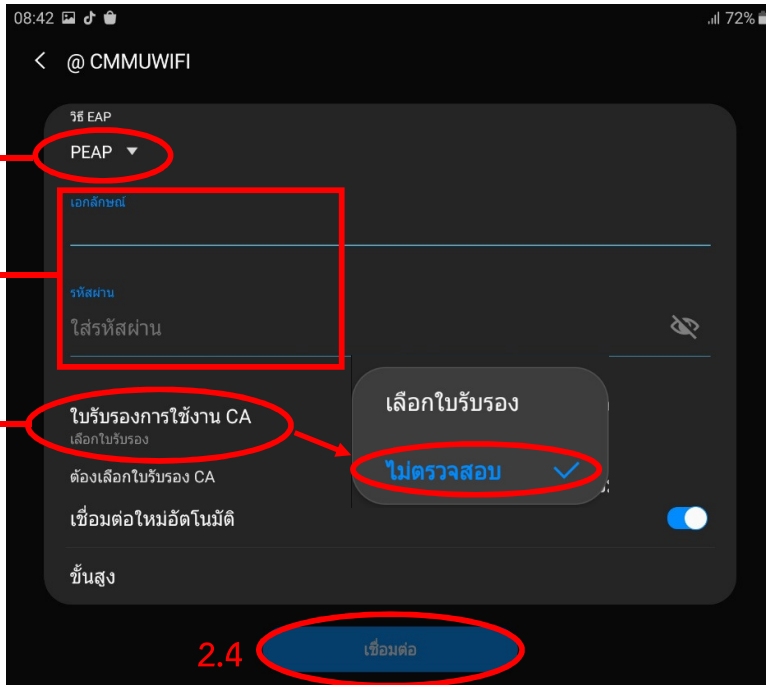 08:42
72%
@ CMMUWIFI
วิธี EAP
PEAP
เอกลักษณ์
รหัสผ่าน
ใส่รหัสผ่าน
ใบรับรองการใช้งาน CA
เลือกใบรับรอง
เลือกใบรับรอง
ไม่ตรวจสอบ
ต้องเลือกใบรับรอง CA
เชื่อมต่อใหม่อัตโนมัติ
ขั้นสูง
2.4
เชื่อมต่อ